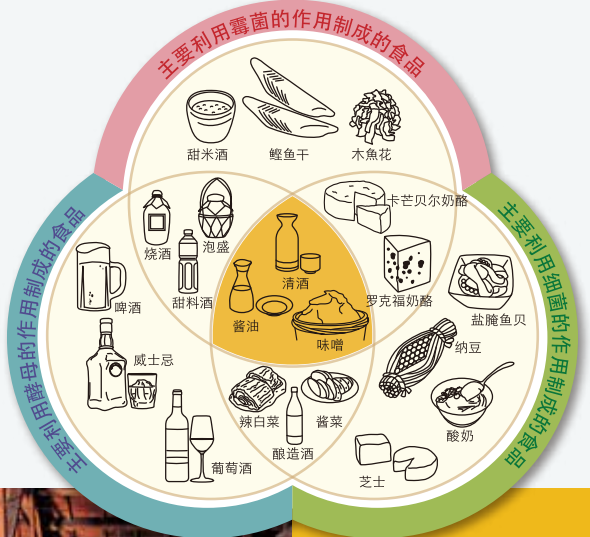 主要利用霉菌的作用制成的食品
甜米酒
鲣鱼干
木魚花
烧酒
泡盛
甜料酒
卡芒贝尔奶酪
罗克福奶酪
清酒
酱油
味噌
主要利用酵母的作用制成的食品
啤酒
威士忌
葡萄酒
主要利用细菌的作用制成的食品
盐腌鱼贝
纳豆
酸奶
芝士
辣白菜
酱菜
酿造酒